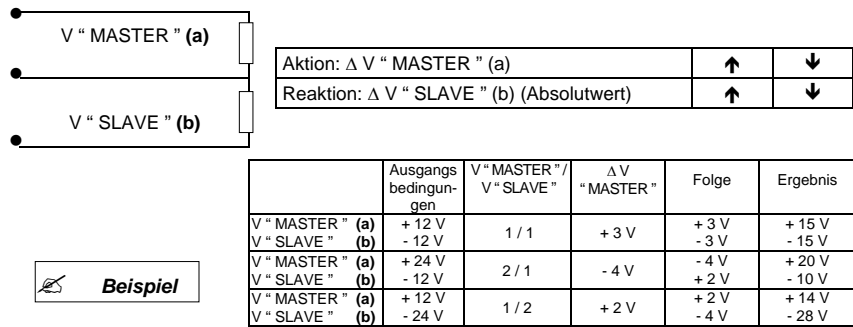 V “ MASTER ” (a)
V “ SLAVE ” (b)
Aktion: Δ V “ MASTER ” (a) 🡹 🡻
Reaktion: Δ V “ SLAVE ” (b) (Absolutwert) 🡹 🡻
Ausgangs bedingun- gen V “ MASTER ” / V “ SLAVE ” Δ V “ MASTER ” Folge Ergebnis
V “ MASTER ” (a) + 12 V 1 / 1 + 3 V + 3 V + 15 V
V “ SLAVE ” (b) - 12 V - 3 V - 15 V
V “ MASTER ” (a) + 24 V 2 / 1 - 4 V - 4 V + 20 V
V “ SLAVE ” (b) - 12 V + 2 V - 10 V
V “ MASTER ” (a) + 12 V 1 / 2 + 2 V + 2 V + 14 V
V “ SLAVE ” (b) - 24 V - 4 V - 28 V
Beispiel